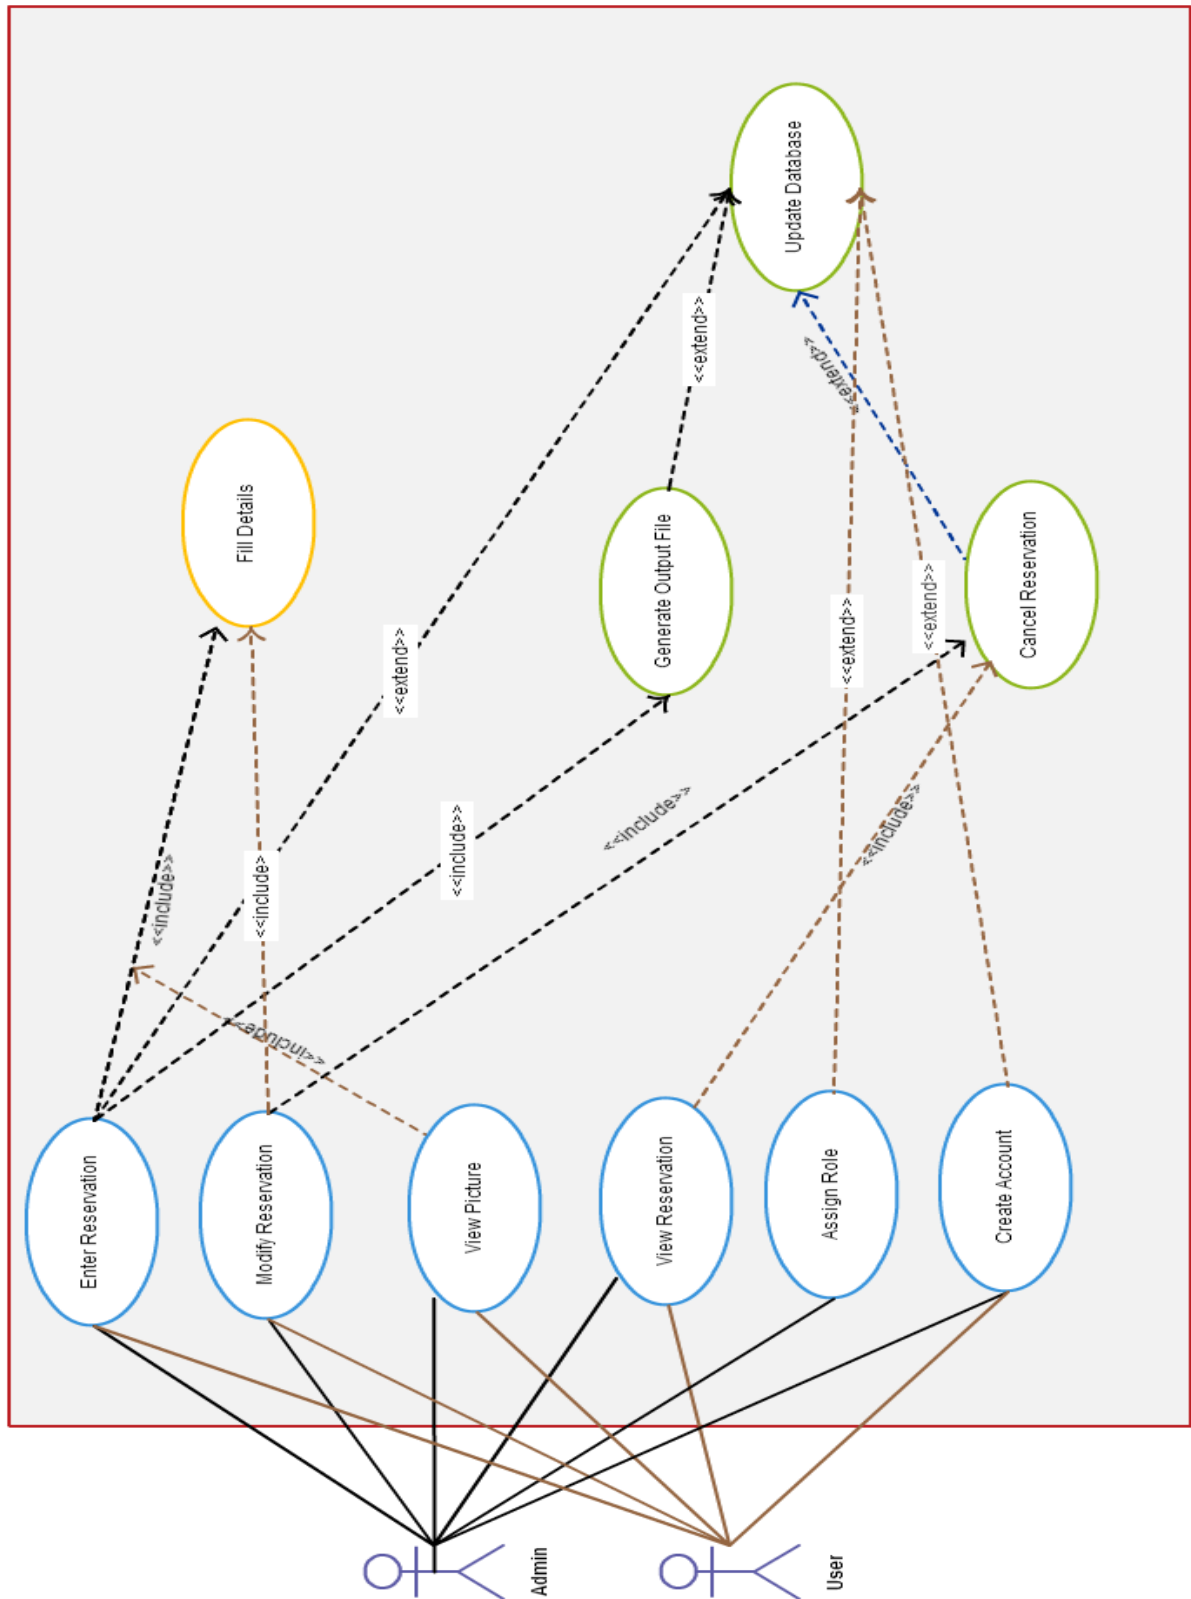 Enter Reservation
Modify Reservation
View Picture
View Reservation
Assign Role
Create Account
Fill Details
Generate Output File
Cancel Reservation
Update Database
<<include>>
<<include>
<<include>>
<<include>>
<<include>>
<<include>>
<<extend>>
<<extend>>
<<extend>>
<<extend>>
<<extend>>
Admin
User